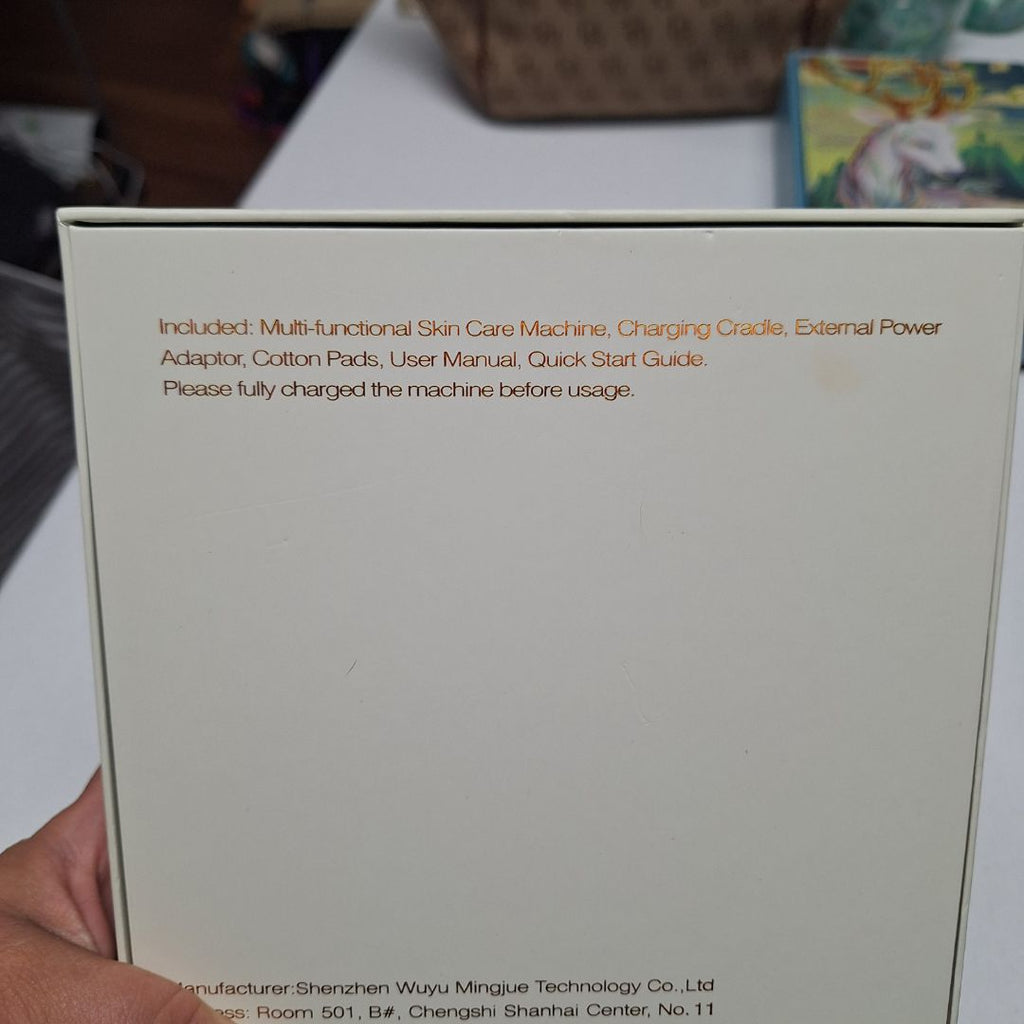 Included: Multi-functional Skin Care Machine, Charging Cradle, External Power
Adaptor, Cotton Pads, User Manual, Quick Start Guide.
Please fully charged the machine before usage.
anufacturer:Shenzhen Wuyu Mingjue Technology Co.,Ltd
ss: Room 501, B#, Chengshi Shanhai Center, No. 11